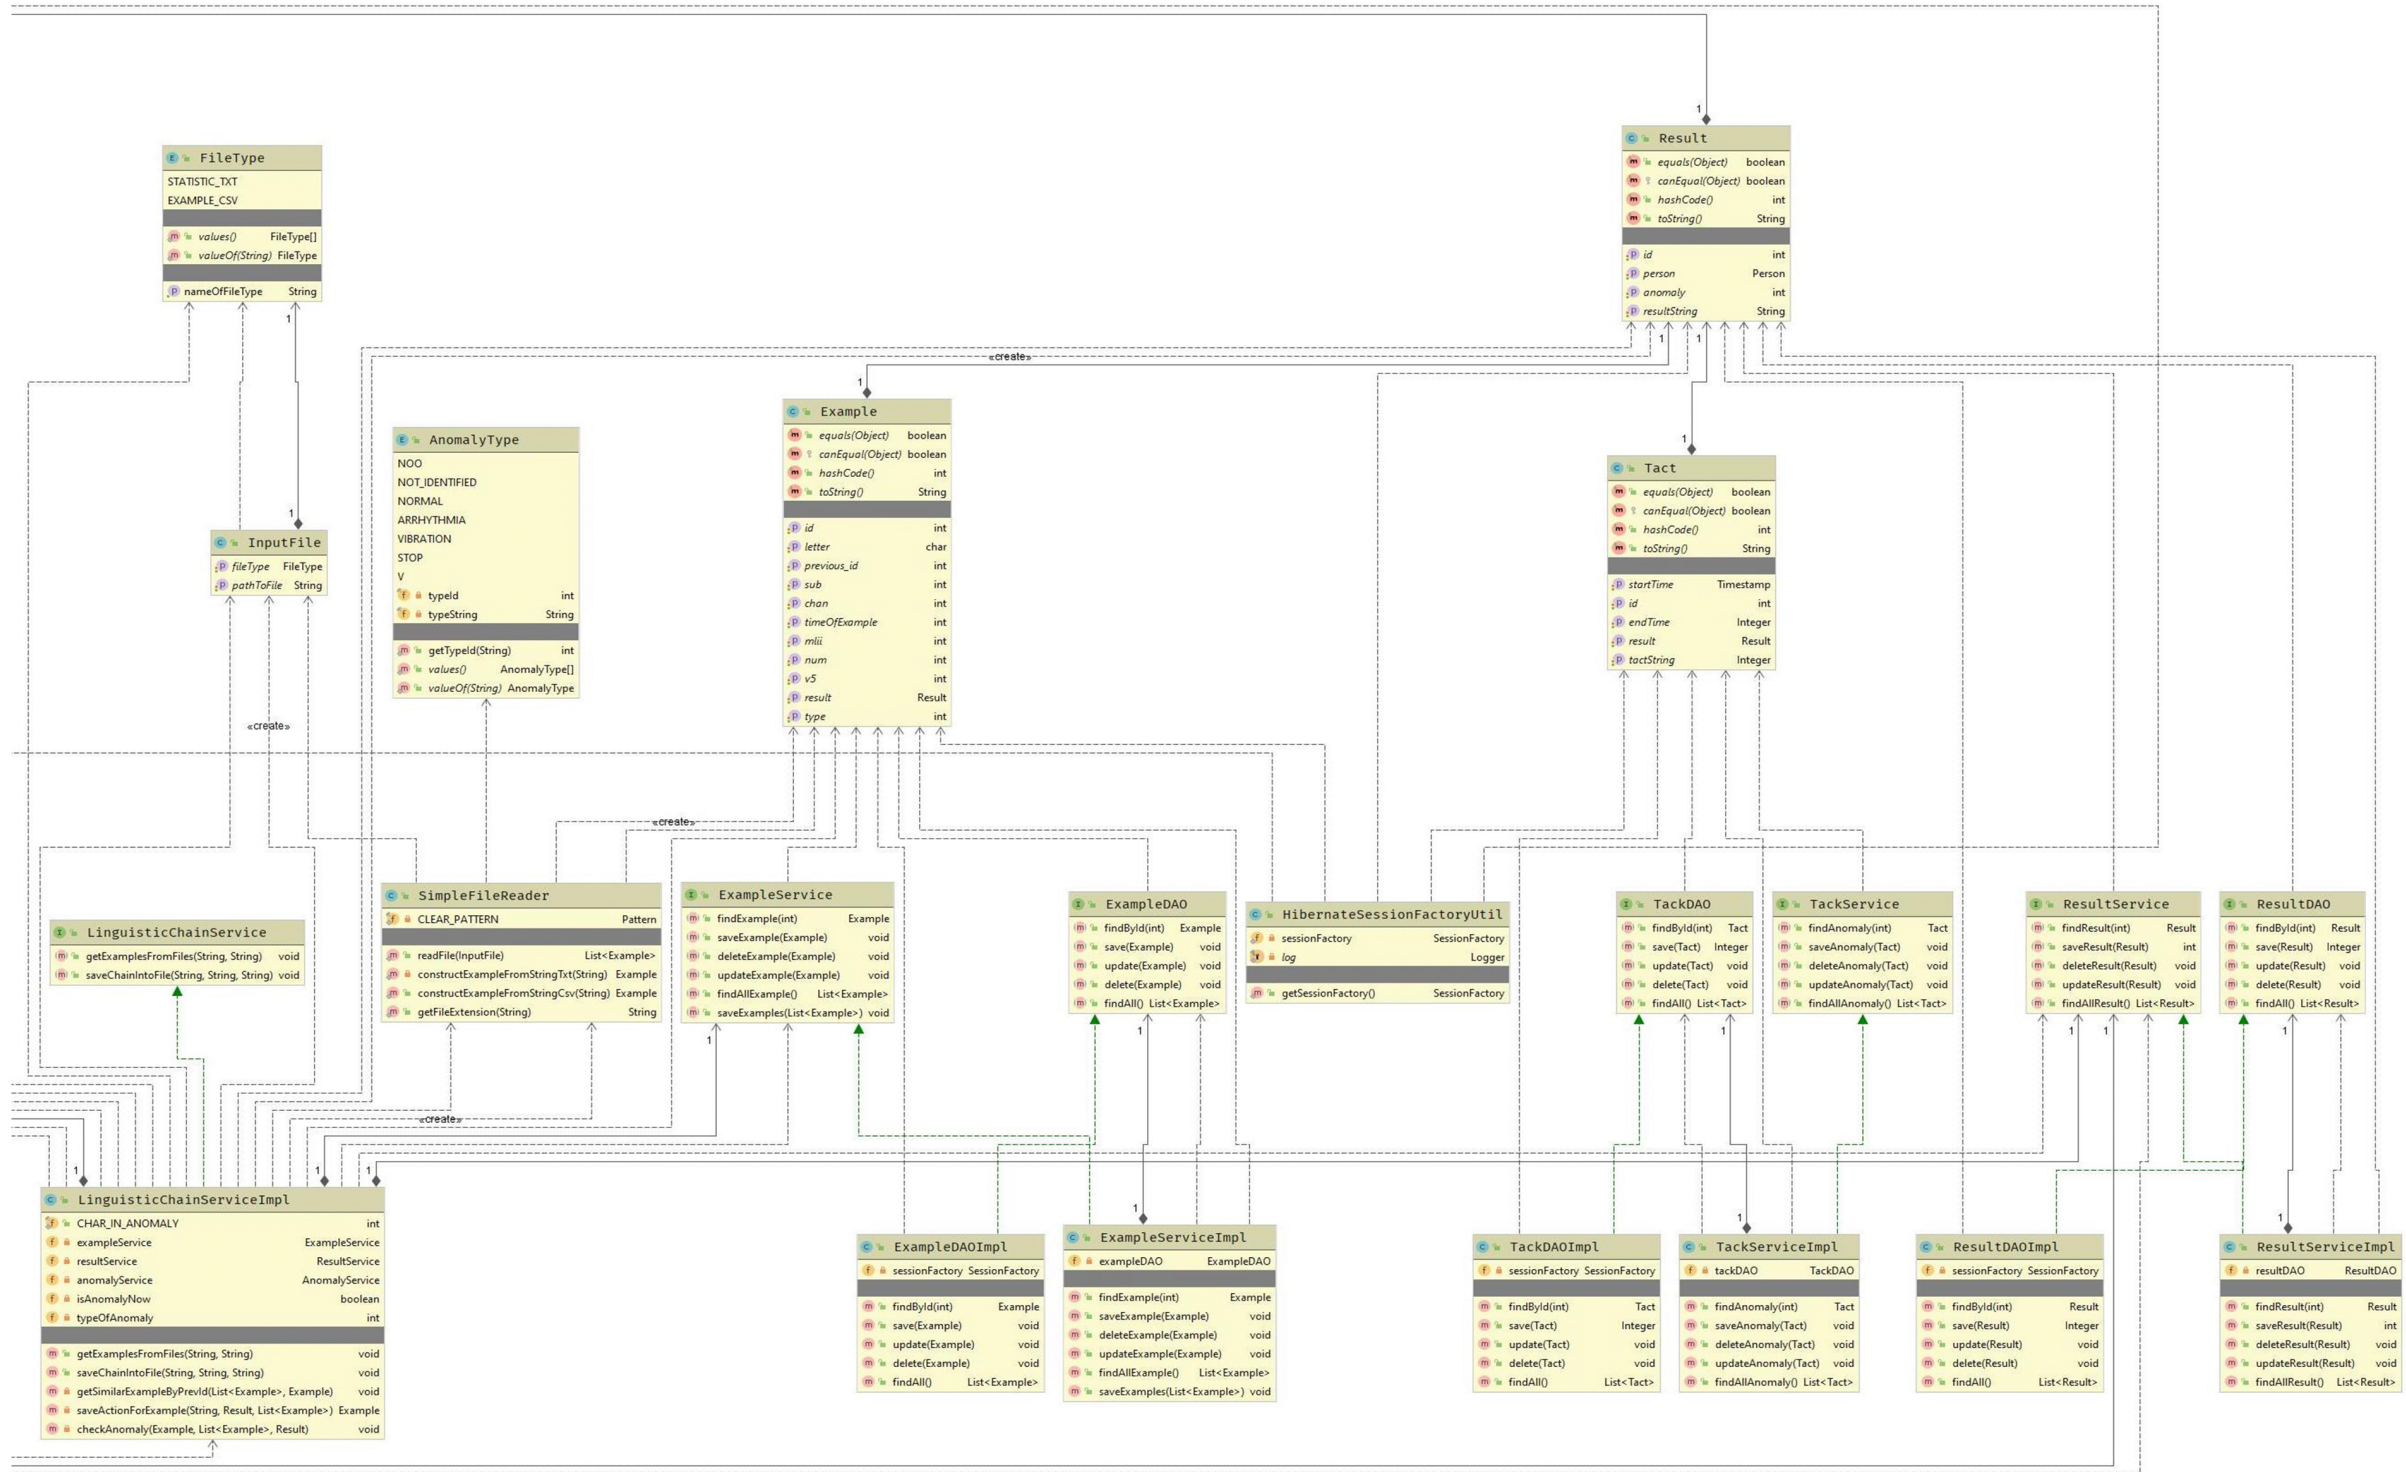 1
Result
equals(Object) boolean
canEqual(Object) boolean
hashCode() int
toString() String
id int
person Person
anomaly int
resultString String
1
1
FileType
STATISTIC_TXT
EXAMPLE_CSV
values() FileType[]
valueOf(String) FileType
nameOfFileType String
1
«create»
1
Example
equals(Object) boolean
canEqual(Object) boolean
hashCode() int
toString() String
id int
letter char
previous_id int
sub int
chan int
timeOfExample int
mlii int
num int
v5 int
result Result
type int
AnomalyType
NOO
NOT_IDENTIFIED
NORMAL
ARRHYTHMIA
VIBRATION
STOP
V
typeId int
typeString String
getTypeId(String) int
values() AnomalyType[]
valueOf(String) AnomalyType
1
Tact
equals(Object) boolean
canEqual(Object) boolean
hashCode() int
toString() String
startTime Timestamp
id int
endTime Integer
result Result
tactString Integer
1
InputFile
fileType FileType
pathToFile String
«create»
«create»
LinguisticChainService
getExamplesFromFiles(String, String) void
saveChainIntoFile(String, String, String) void
SimpleFileReader
CLEAR_PATTERN Pattern
readFile(InputFile) List<Example>
constructExampleFromStringTxt(String) Example
constructExampleFromStringCsv(String) Example
getFileExtension(String) String
ExampleService
findExample(int) Example
saveExample(Example) void
deleteExample(Example) void
updateExample(Example) void
findAllExample() List<Example>
saveExamples(List<Example>) void
1
ExampleDAO
findById(int) Example
save(Example) void
update(Example) void
delete(Example) void
findAll() List<Example>
1
HibernateSessionFactoryUtil
sessionFactory SessionFactory
log Logger
getSessionFactory() SessionFactory
TackDAO
findById(int) Tact
save(Tact) Integer
update(Tact) void
delete(Tact) void
findAll() List<Tact>
1
TackService
findAnomaly(int) Tact
saveAnomaly(Tact) void
deleteAnomaly(Tact) void
updateAnomaly(Tact) void
findAllAnomaly() List<Tact>
ResultService
findResult(int) Result
saveResult(Result) int
deleteResult(Result) void
updateResult(Result) void
findAllResult() List<Result>
1
1
ResultDAO
findById(int) Result
save(Result) Integer
update(Result) void
delete(Result) void
findAll() List<Result>
1
«create»
1
1
1
LinguisticChainServiceImpl
CHAR_IN_ANOMALY int
exampleService ExampleService
resultService ResultService
anomalyService AnomalyService
isAnomalyNow boolean
typeOfAnomaly int
getExamplesFromFiles(String, String) void
saveChainIntoFile(String, String, String) void
getSimilarExampleByPrevId(List<Example>, Example) void
saveActionForExample(String, Result, List<Example>) Example
checkAnomaly(Example, List<Example>, Result) void
ExampleDAOImpl
sessionFactory SessionFactory
findById(int) Example
save(Example) void
update(Example) void
delete(Example) void
findAll() List<Example>
1
ExampleServiceImpl
exampleDAO ExampleDAO
findExample(int) Example
saveExample(Example) void
deleteExample(Example) void
updateExample(Example) void
findAllExample() List<Example>
saveExamples(List<Example>) void
TackDAOImpl
sessionFactory SessionFactory
findById(int) Tact
save(Tact) Integer
update(Tact) void
delete(Tact) void
findAll() List<Tact>
1
TackServiceImpl
tackDAO TackDAO
findAnomaly(int) Tact
saveAnomaly(Tact) void
deleteAnomaly(Tact) void
updateAnomaly(Tact) void
findAllAnomaly() List<Tact>
ResultDAOImpl
sessionFactory SessionFactory
findById(int) Result
save(Result) Integer
update(Result) void
delete(Result) void
findAll() List<Result>
1
ResultServiceImpl
resultDAO ResultDAO
findResult(int) Result
saveResult(Result) int
deleteResult(Result) void
updateResult(Result) void
findAllResult() List<Result>